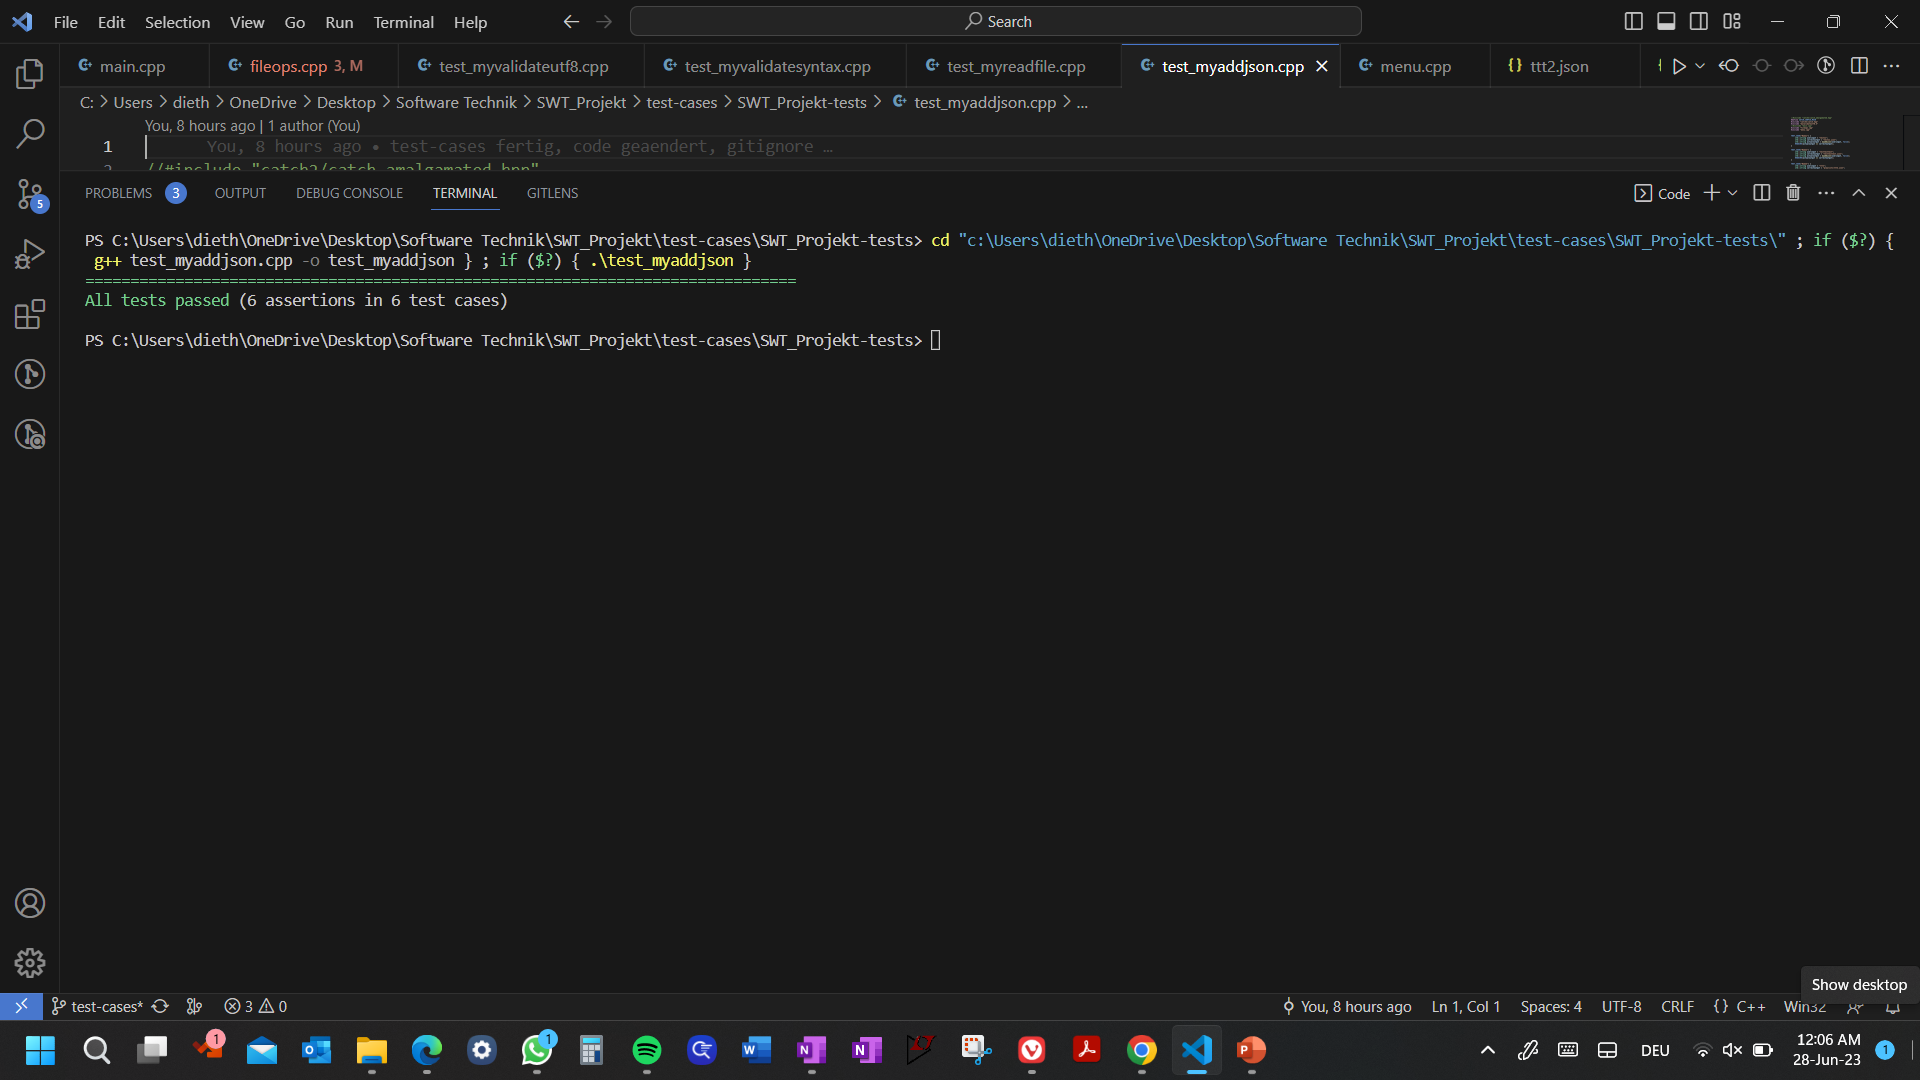 File Edit Selection View Go Run Terminal Help Search
main.cpp fileops.cpp 3, M test_myvalidateutf8.cpp test_myvalidatesyntax.cpp test_myreadfile.cpp test_myaddjson.cpp menu.cpp {} ttt2.json
C: > Users > dieth > OneDrive > Desktop > Software Technik > SWT_Projekt > test-cases > SWT_Projekt-tests > test_myaddjson.cpp > ...
You, 8 hours ago | 1 author (You)
1 You, 8 hours ago • test-cases fertig, code geaendert, gitignore …
2 //#include "catch2/catch_amalgamated.hpp"
PROBLEMS 3 OUTPUT DEBUG CONSOLE TERMINAL GITLENS Code
PS C:\Users\dieth\OneDrive\Desktop\Software Technik\SWT_Projekt\test-cases\SWT_Projekt-tests> cd "c:\Users\dieth\OneDrive\Desktop\Software Technik\SWT_Projekt\test-cases\SWT_Projekt-tests\" ; if ($?) {
g++ test_myaddjson.cpp -o test_myaddjson } ; if ($?) { .\test_myaddjson }
===============================================================================
All tests passed (6 assertions in 6 test cases)
PS C:\Users\dieth\OneDrive\Desktop\Software Technik\SWT_Projekt\test-cases\SWT_Projekt-tests>
5
Show desktop
test-cases* 3 0 You, 8 hours ago Ln 1, Col 1 Spaces: 4 UTF-8 CRLF {} C++ Win32
1 1 DEU 12:06 AM 1
28-Jun-23